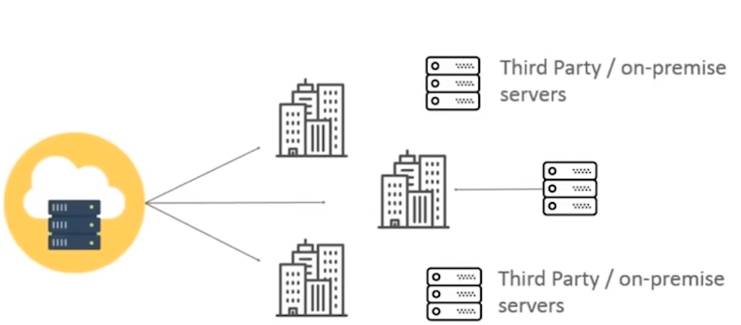 Third Party / on-premise
servers
Third Party / on-premise
servers